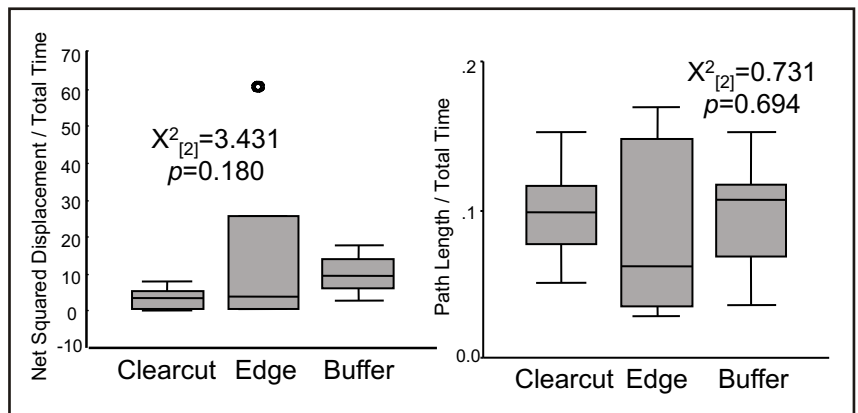 Net Squared Displacement / Total Time
70
60
50
40
30
20
10
0
-10
X²[2]=3.431
p=0.180
Clearcut Edge Buffer
Path Length / Total Time
.2
.1
0.0
X²[2]=0.731
p=0.694
Clearcut Edge Buffer